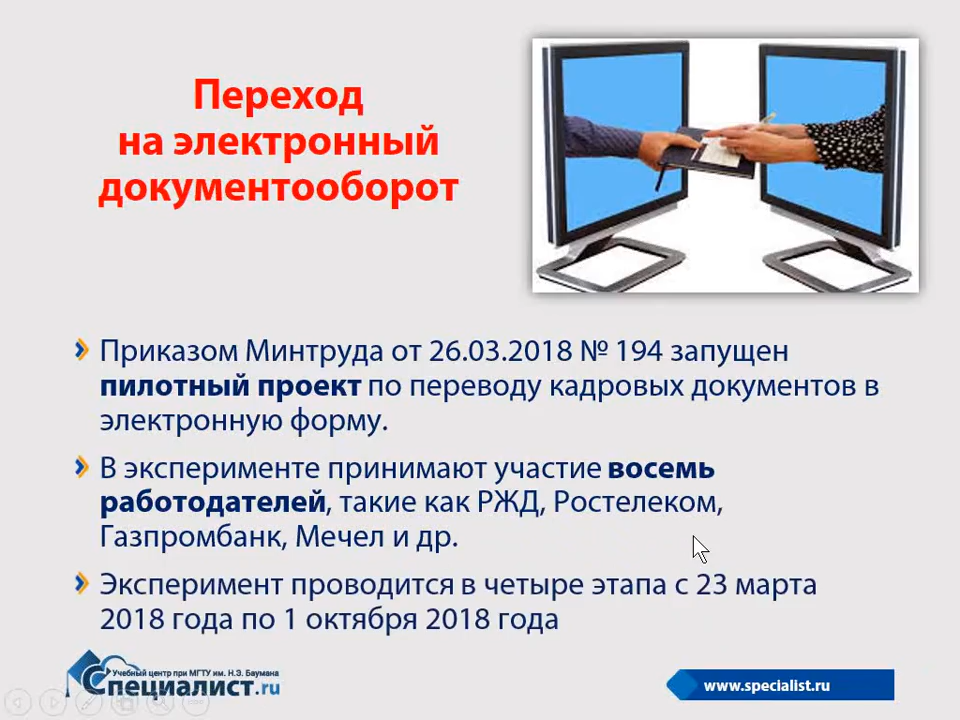 Переход
на электронный
документооборот
Приказом Минтруда от 26.03.2018 № 194 запущен
пилотный проект по переводу кадровых документов в
электронную форму.
В эксперименте принимают участие восемь
работодателей, такие как РЖД, Ростелеком,
Газпромбанк, Мечел и др.
Эксперимент проводится в четыре этапа с 23 марта
2018 года по 1 октября 2018 года
Учебный центр при МГТУ им. Н.Э. Баумана
Специалист.ru
www.specialist.ru